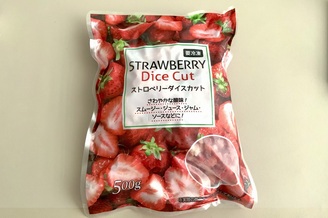 要冷凍
STRAWBERRY
Dice Cut
ストロベリーダイスカット
さわやかな酸味!
スムージー・ジュース・ジャム・
ソースなどに!
500g